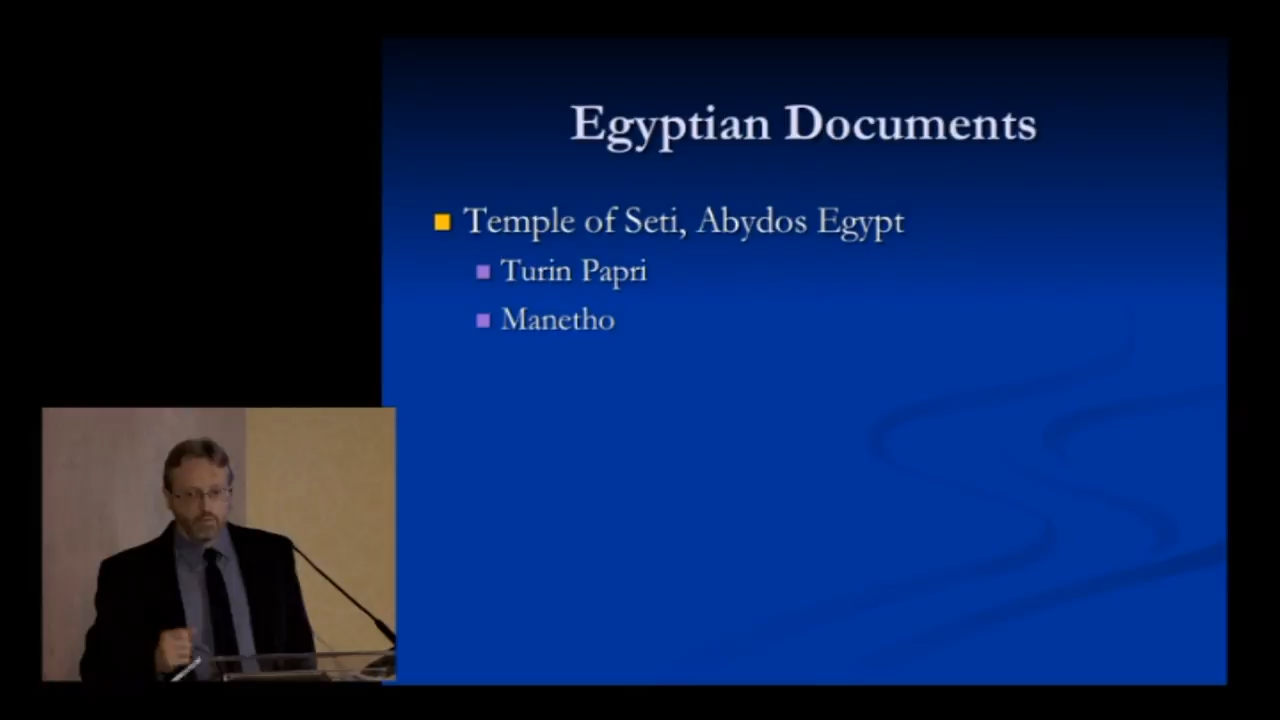 Egyptian Documents
Temple of Seti, Abydos Egypt
Turin Papri
Manetho